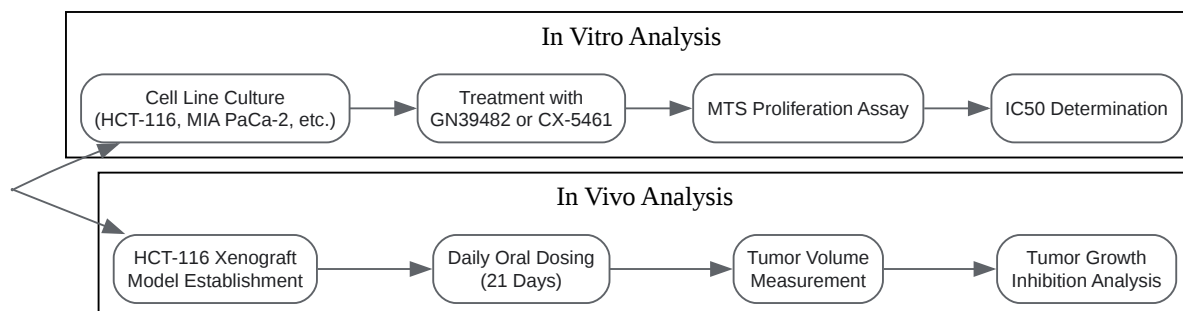 In Vitro Analysis
Cell Line Culture
(HCT-116, MIA PaCa-2, etc.)
Treatment with
GN39482 or CX-5461
MTS Proliferation Assay
IC50 Determination
In Vivo Analysis
HCT-116 Xenograft
Model Establishment
Daily Oral Dosing
(21 Days)
Tumor Volume
Measurement
Tumor Growth
Inhibition Analysis